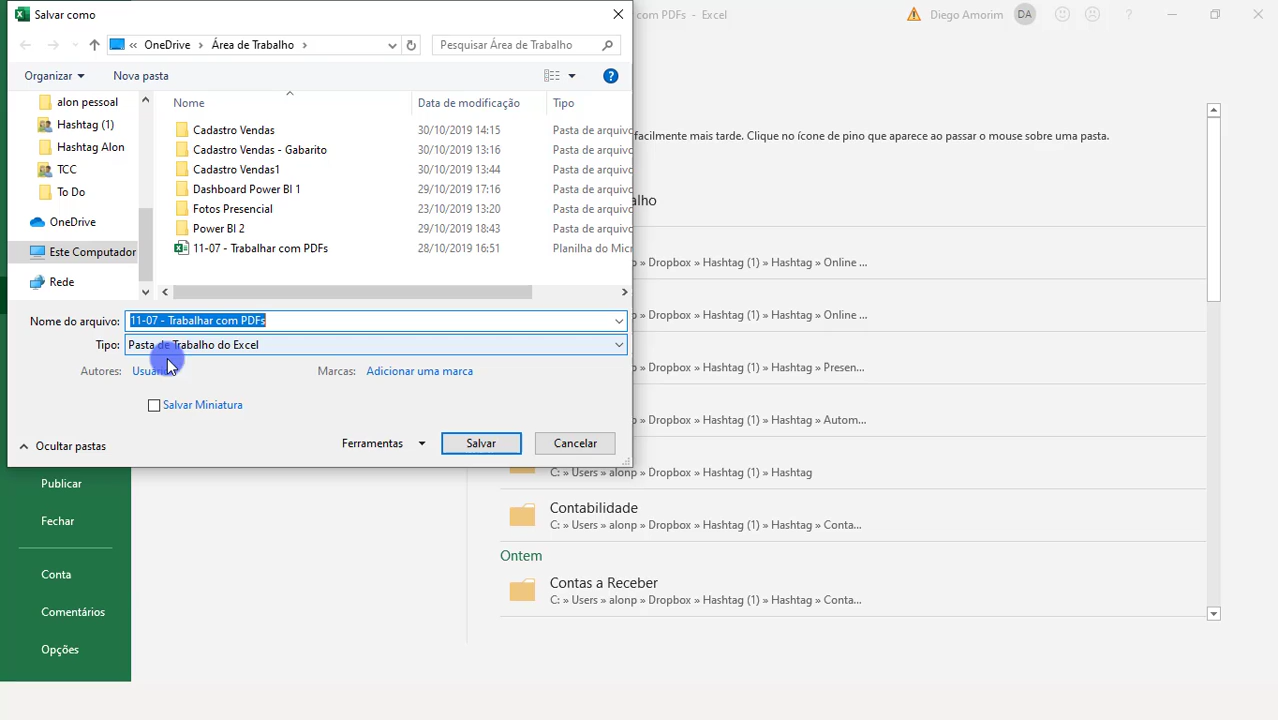 Salvar como
com PDFs - Excel
Diego Amorim
DA
?
OneDrive
Área de Trabalho
Pesquisar Área de Trabalho
Organizar
Nova pasta
?
alon pessoal
Hashtag (1)
Hashtag Alon
TCC
To Do
OneDrive
Este Computador
Rede
Nome Data de modificação Tipo
Cadastro Vendas 30/10/2019 14:15 Pasta de arquivo
Cadastro Vendas - Gabarito 30/10/2019 13:16 Pasta de arquivo
Cadastro Vendas1 30/10/2019 13:44 Pasta de arquivo
Dashboard Power BI 1 29/10/2019 17:16 Pasta de arquivo
Fotos Presencial 23/10/2019 13:20 Pasta de arquivo
Power BI 2 29/10/2019 18:43 Pasta de arquivo
11-07 - Trabalhar com PDFs 28/10/2019 16:51 Planilha do Micr
Nome do arquivo: 11-07 - Trabalhar com PDFs
Tipo: Pasta de Trabalho do Excel
Autores:
Marcas: Adicionar uma marca
Salvar Miniatura
Ocultar pastas
Ferramentas
Salvar
Cancelar
facilmente mais tarde. Clique no ícone de pino que aparece ao passar o mouse sobre uma pasta.
lho
p » Dropbox » Hashtag (1) » Hashtag » Online ...
p » Dropbox » Hashtag (1) » Hashtag » Online ...
p » Dropbox » Hashtag (1) » Hashtag » Presen...
p » Dropbox » Hashtag (1) » Hashtag » Autom...
C: » Users » alonp » Dropbox » Hashtag (1) » Hashtag
Contabilidade
C: » Users » alonp » Dropbox » Hashtag (1) » Hashtag » Conta...
Ontem
Contas a Receber
C: » Users » alonp » Dropbox » Hashtag (1) » Hashtag » Conta...
Publicar
Fechar
Conta
Comentários
Opções